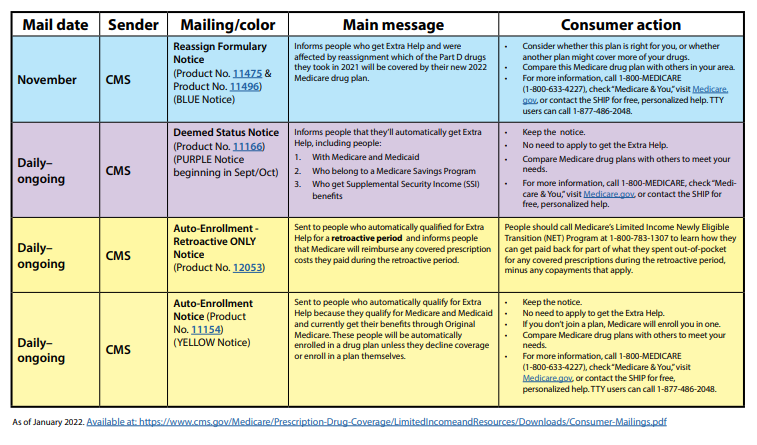 Mail date Sender Mailing/color Main message Consumer action
November
CMS
Reassign Formulary
Notice
(Product No. 11475 &
Product No. 11496)
(BLUE Notice)
Informs people who get Extra Help and were
affected by reassignment which of the Part D drugs
they took in 2021 will be covered by their new 2022
Medicare drug plan.
• Consider whether this plan is right for you, or whether
another plan might cover more of your drugs.
• Compare this Medicare drug plan with others in your area.
• For more information, call 1-800-MEDICARE
(1-800-633-4227), check "Medicare & You," visit Medicare.
gov, or contact the SHIP for free, personalized help. TTY
users can call 1-877-486-2048.
Daily–
ongoing
CMS
Deemed Status Notice
(Product No. 11166)
(PURPLE Notice
beginning in Sept/Oct)
Informs people that they'll automatically get Extra
Help, including people:
1. With Medicare and Medicaid
2. Who belong to a Medicare Savings Program
3. Who get Supplemental Security Income (SSI)
benefits
• Keep the notice.
• No need to apply to get the Extra Help.
• Compare Medicare drug plans with others to meet your
needs.
• For more information, call 1-800-MEDICARE, check "Medi-
care & You," visit Medicare.gov, or contact the SHIP for
free, personalized help.
Daily–
ongoing
CMS
Auto-Enrollment -
Retroactive ONLY
Notice
(Product No. 12053)
Sent to people who automatically qualified for Extra
Help for a retroactive period and informs people
that Medicare will reimburse any covered prescription
costs they paid during the retroactive period.
People should call Medicare's Limited Income Newly Eligible
Transition (NET) Program at 1-800-783-1307 to learn how they
can get paid back for part of what they spent out-of-pocket
for any covered prescriptions during the retroactive period,
minus any copayments that apply.
Daily–
ongoing
CMS
Auto-Enrollment
Notice (Product
No. 11154)
(YELLOW Notice)
Sent to people who automatically qualify for Extra
Help because they qualify for Medicare and Medicaid
and currently get their benefits through Original
Medicare. These people will be automatically
enrolled in a drug plan unless they decline coverage
or enroll in a plan themselves.
• Keep the notice.
• No need to apply to get the Extra Help.
• If you don't join a plan, Medicare will enroll you in one.
• Compare Medicare drug plans with others to meet your
needs.
• For more information, call 1-800-MEDICARE
(1-800-633-4227), check "Medicare & You," visit
Medicare.gov, or contact the SHIP for free,
personalized help. TTY users can call 1-877-486-2048.
As of January 2022. Available at: https://www.cms.gov/Medicare/Prescription-Drug-Coverage/LimitedIncomeandResources/Downloads/Consumer-Mailings.pdf